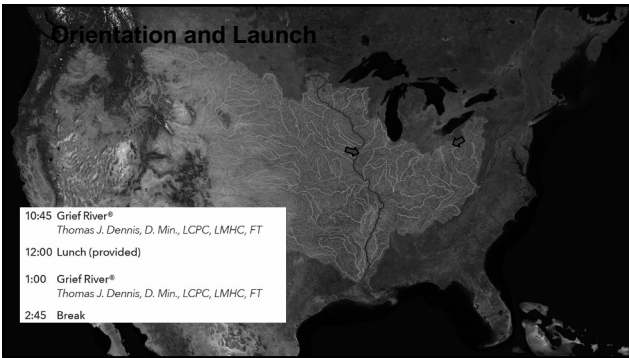 Orientation and Launch
10:45 Grief River®
Thomas J. Dennis, D. Min., LCPC, LMHC, FT
12:00 Lunch (provided)
1:00 Grief River®
Thomas J. Dennis, D. Min., LCPC, LMHC, FT
2:45 Break